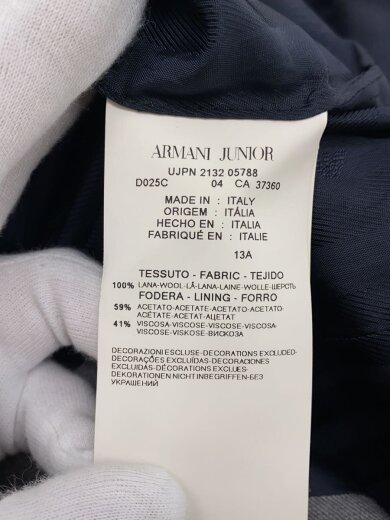 ARMANI JUNIOR
UJPN 2132 05788
D025C 04 CA 37360
MADE IN : ITALY
ORIGEM : ITÁLIA
HECHO EN : ITALIA
FABRIQUÉ EN : ITALIE
13A
TESSUTO - FABRIC - TEJIDO
100% LANA-WOOL-LÃ-LANA-LAINE-WOLLE-ШЕРСТЬ
FODERA - LINING - FORRO
59% ACETATO-ACETATE-ACETATO-ACETATO-
ACÉTATE-ACETAT-АЦЕТАТ
41% VISCOSA-VISCOSE-VISCOSE-VISCOSA-
VISCOSE-VISKOSE-ВИСКОЗА
DECORAZIONI ESCLUSE-DECORATIONS EXCLUDED-
DECORAÇÕES EXCLUÍDAS-DECORACIONES
EXCLUIDAS-DÉCORATIONS EXCLUES-
DEKORATIONEN NICHT INBEGRIFFEN-БЕЗ
УКРАШЕНИЙ